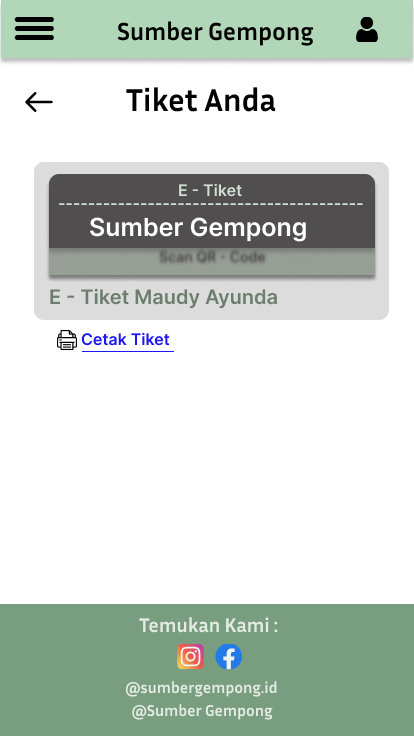 Sumber Gempong
Tiket Anda
E - Tiket
Sumber Gempong
Scan QR - Code
E - Tiket Maudy Ayunda
Cetak Tiket
Temukan Kami :
@sumbergempong.id
@Sumber Gempong